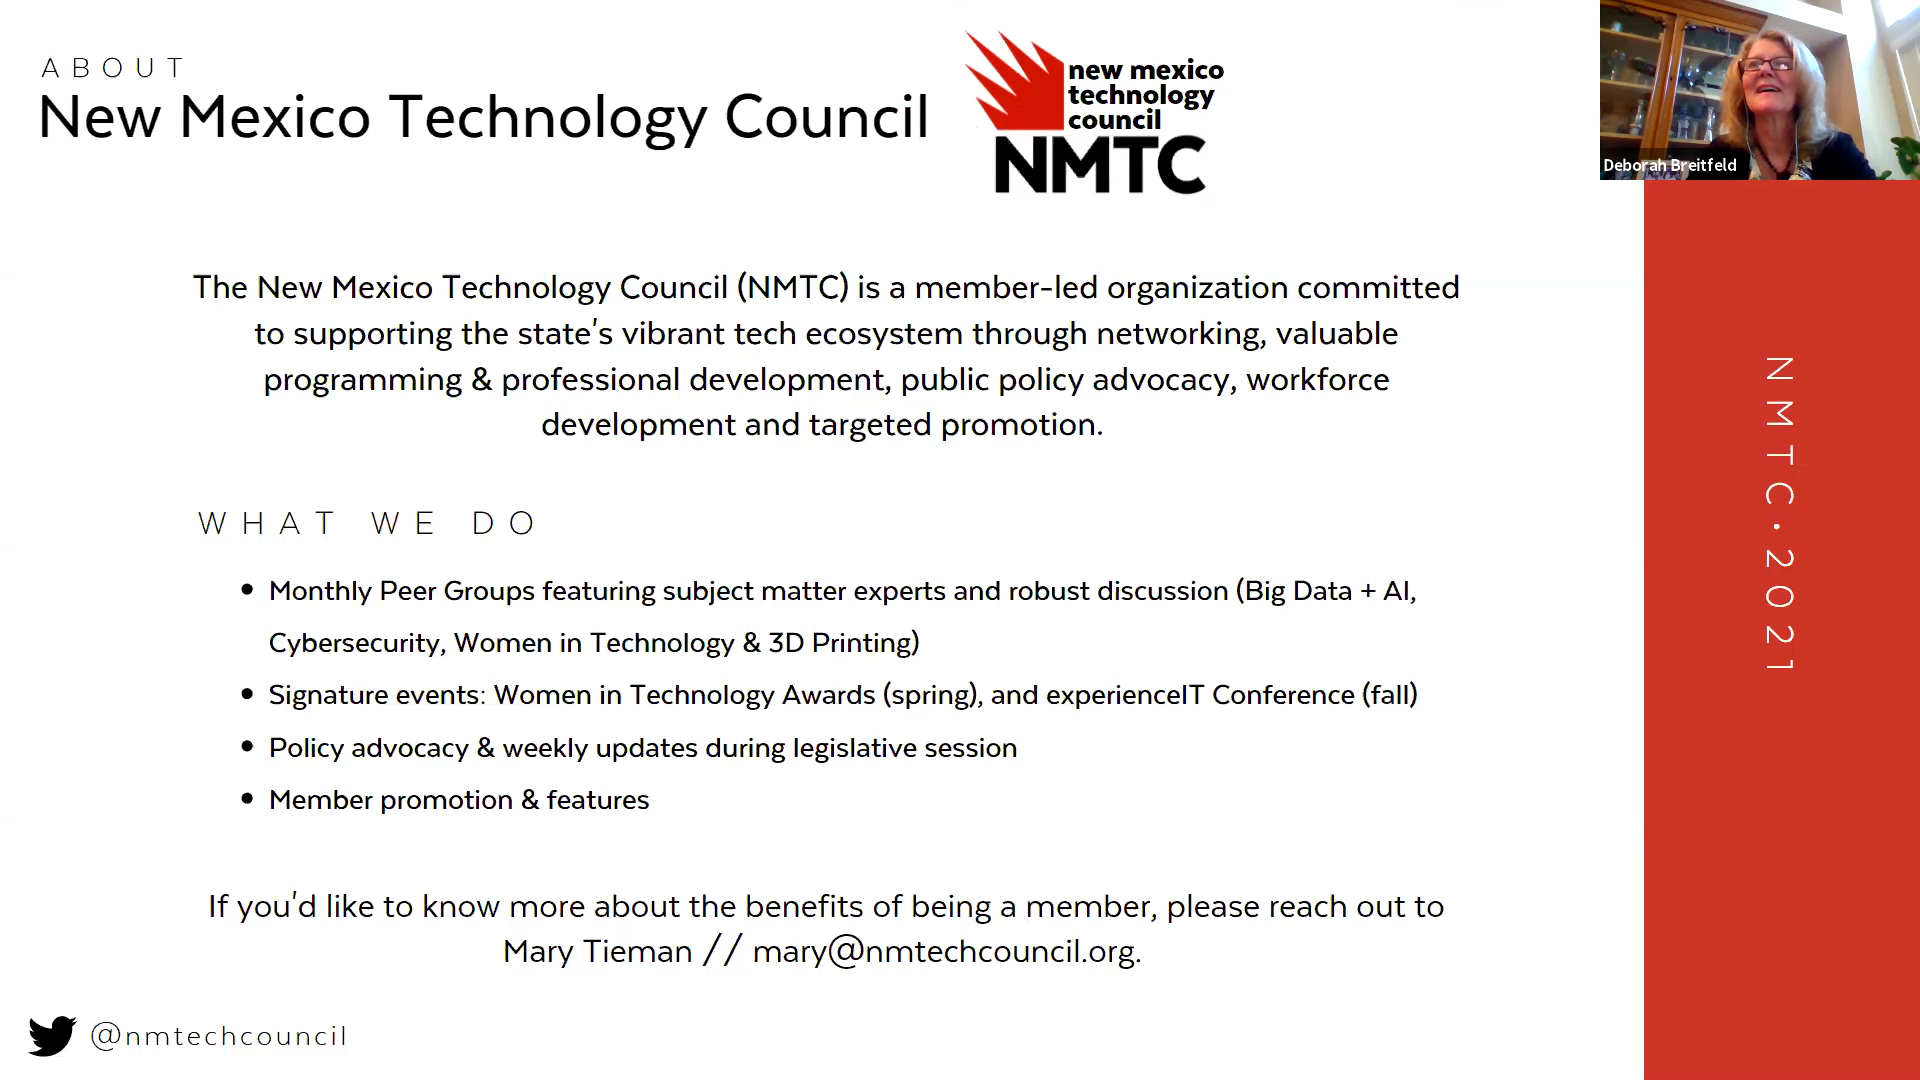 ABOUT
New Mexico Technology Council
new mexico
technology
council
NMTC
Deborah Breitfeld
The New Mexico Technology Council (NMTC) is a member-led organization committed
to supporting the state's vibrant tech ecosystem through networking, valuable
programming & professional development, public policy advocacy, workforce
development and targeted promotion.
WHAT WE DO
• Monthly Peer Groups featuring subject matter experts and robust discussion (Big Data + AI,
Cybersecurity, Women in Technology & 3D Printing)
• Signature events: Women in Technology Awards (spring), and experienceIT Conference (fall)
• Policy advocacy & weekly updates during legislative session
• Member promotion & features
If you'd like to know more about the benefits of being a member, please reach out to
Mary Tieman // mary@nmtechcouncil.org.
@nmtechcouncil
NMTC·2021